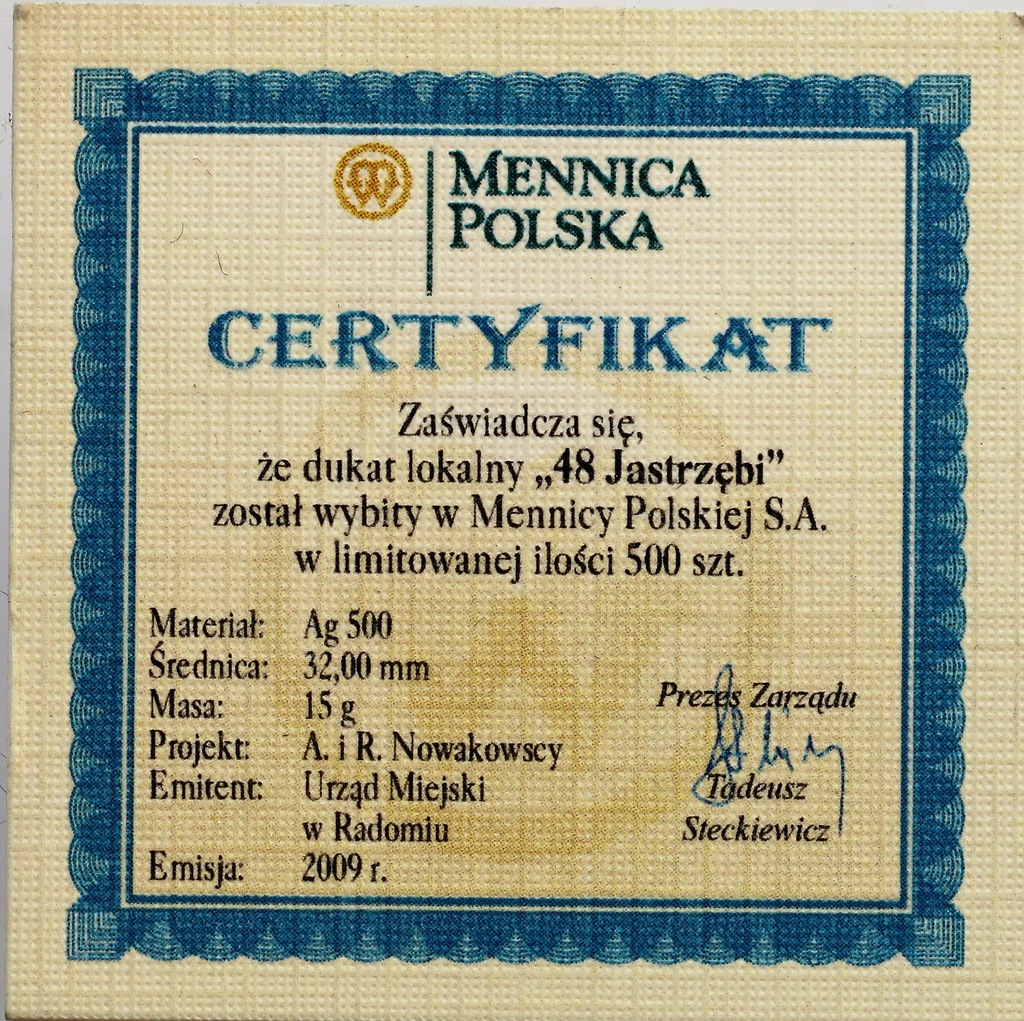 MENNICA
POLSKA
CERTYFIKAT
Zaświadcza się,
że dukat lokalny „48 Jastrzębi”
został wybity w Mennicy Polskiej S.A.
w limitowanej ilości 500 szt.
Materiał: Ag 500
Średnica: 32,00 mm
Masa: 15 g
Projekt: A. i R. Nowakowscy
Emitent: Urząd Miejski
w Radomiu
Emisja: 2009 r.
Prezes Zarządu
Tadeusz
Steckiewicz